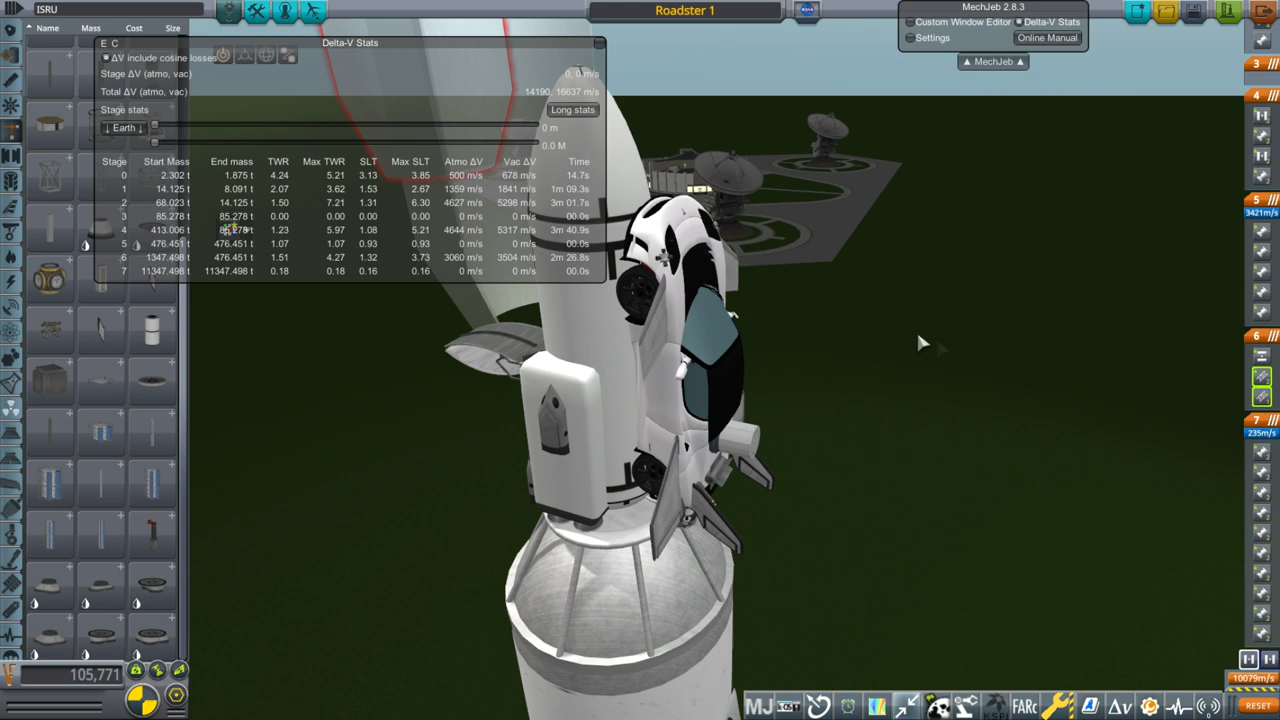 ISRU
Roadster 1
MechJeb 2.8.3
Custom Window Editor Delta-V Stats
Settings Online Manual
▲ MechJeb ▲
Name Mass Cost Size
E C Delta-V Stats
ΔV include cosine losses
Stage ΔV (atmo, vac) 0, 0 m/s
Total ΔV (atmo, vac) 14190, 16637 m/s
Stage stats Long stats
↓ Earth ↓ 0 m
0.0 M
Stage Start Mass End mass TWR Max TWR SLT Max SLT Atmo ΔV Vac ΔV Time
0 2.302 t 1.875 t 4.24 5.21 3.13 3.85 500 m/s 678 m/s 14.7s
1 14.125 t 8.091 t 2.07 3.62 1.53 2.67 1359 m/s 1841 m/s 1m 09.3s
2 68.023 t 14.125 t 1.50 7.21 1.31 6.30 4627 m/s 5298 m/s 3m 01.7s
3 85.278 t 85.278 t 0.00 0.00 0.00 0.00 0 m/s 0 m/s 00.0s
4 413.006 t 1.23 5.97 1.08 5.21 4644 m/s 5317 m/s 3m 40.9s
5 476.451 t 476.451 t 1.07 1.07 0.93 0.93 0 m/s 0 m/s 00.0s
6 1347.498 t 476.451 t 1.51 4.27 1.32 3.73 3060 m/s 3504 m/s 2m 26.8s
7 11347.498 t 11347.498 t 0.18 0.18 0.16 0.16 0 m/s 0 m/s 00.0s
3
4
5
3421m/s
6
7
235m/s
10079m/s
105,771
MJ KSPI FARc Δv RESET